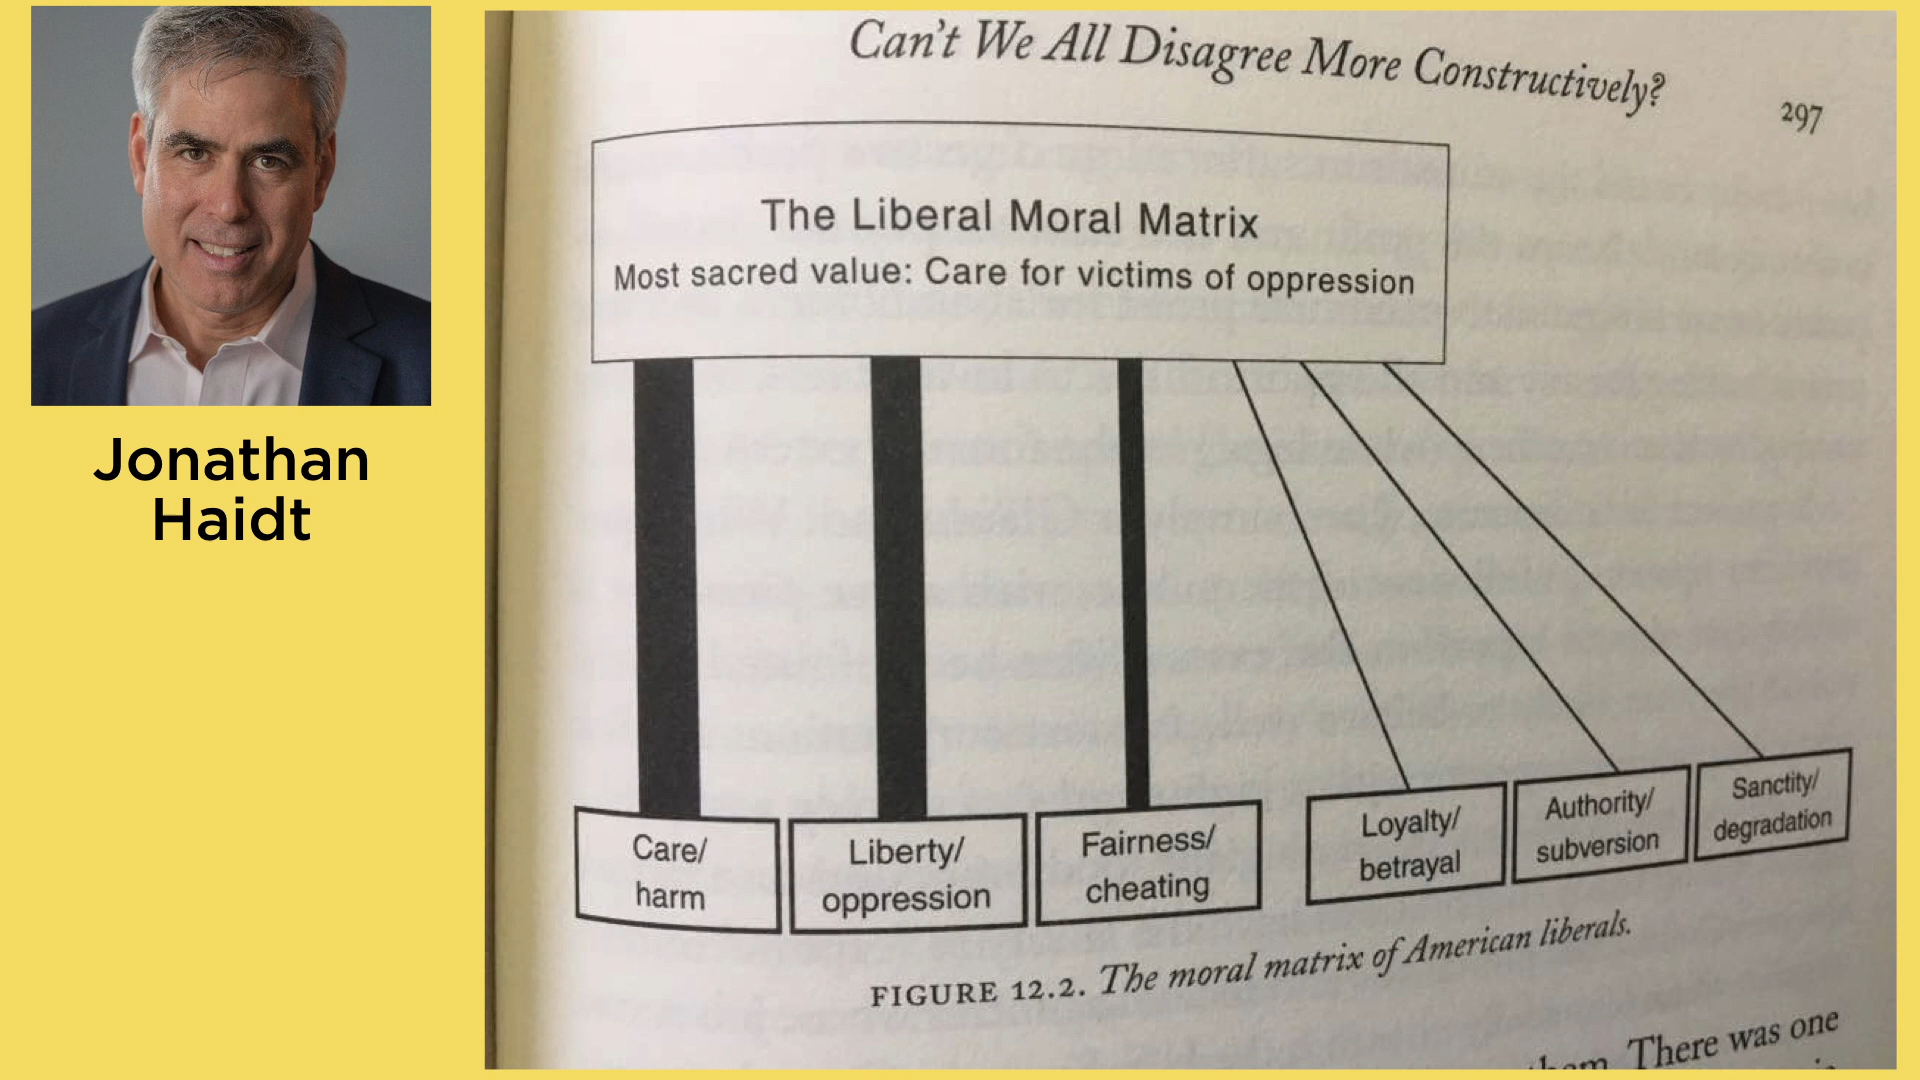 Jonathan
Haidt
Can't We All Disagree More Constructively?
297
The Liberal Moral Matrix
Most sacred value: Care for victims of oppression
Care/
harm
Liberty/
oppression
Fairness/
cheating
Loyalty/
betrayal
Authority/
subversion
Sanctity/
degradation
FIGURE 12.2. The moral matrix of American liberals.
There was one